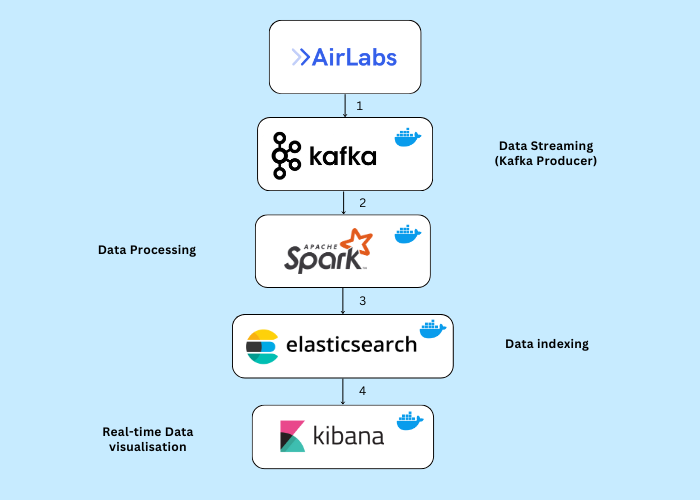 AirLabs
1
kafka
Data Streaming
(Kafka Producer)
2
Data Processing
APACHE
Spark
3
elasticsearch
Data indexing
4
Real-time Data
visualisation
kibana